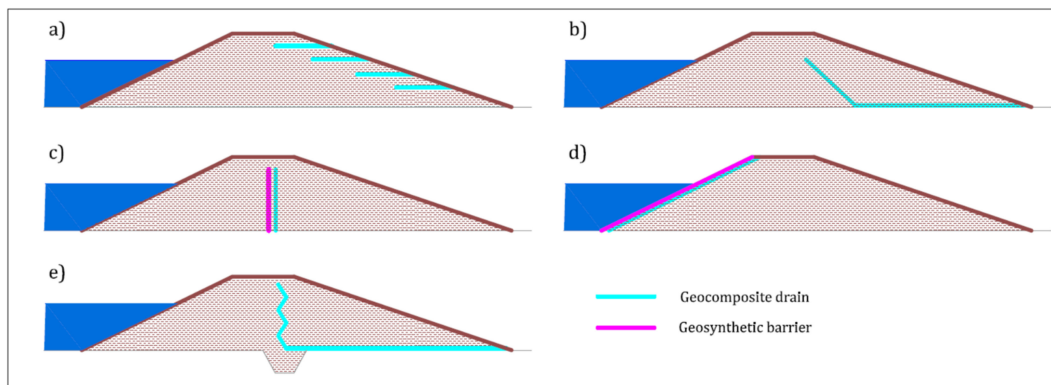 a)
b)
c)
d)
e)
Geocomposite drain
Geosynthetic barrier